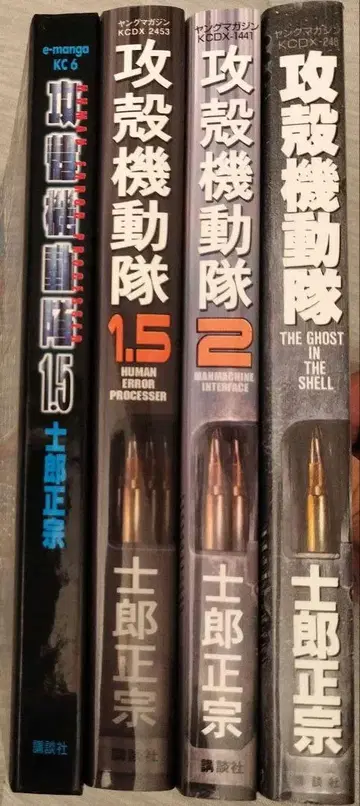 e-manga
KC 6
攻殻機動隊
1.5
士郎正宗
講談社
ヤングマガジン
KCDX 2453
攻殻機動隊
1.5
HUMAN
ERROR
PROCESSER
士郎正宗
講談社
ヤングマガジン
KCDX-1441
攻殻機動隊
2
MANMACHINE
INTERFACE
士郎正宗
講談社
ヤングマガジン
KCDX-248
攻殻機動隊
THE GHOST
IN
THE
SHELL
士郎正宗
講談社